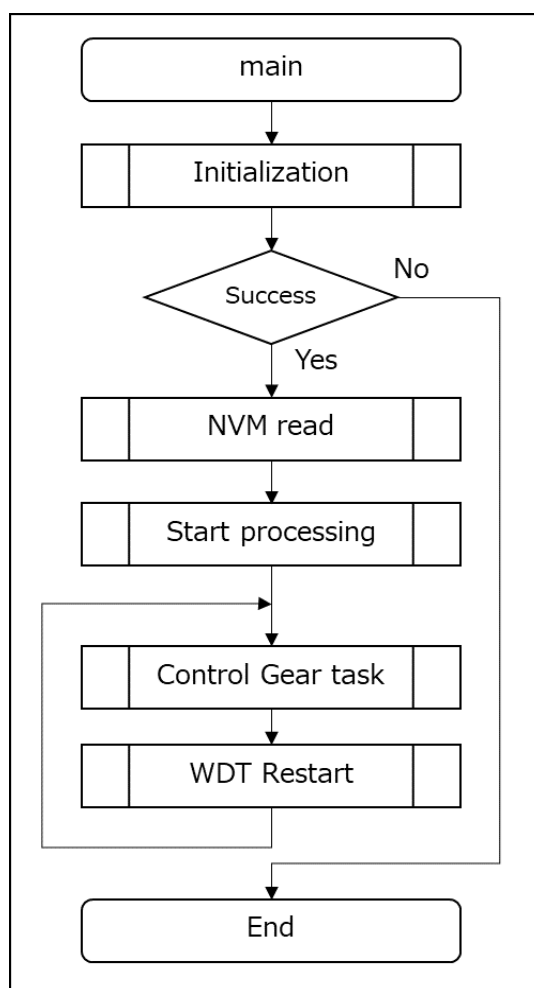 main
Initialization
Success
No
Yes
NVM read
Start processing
Control Gear task
WDT Restart
End